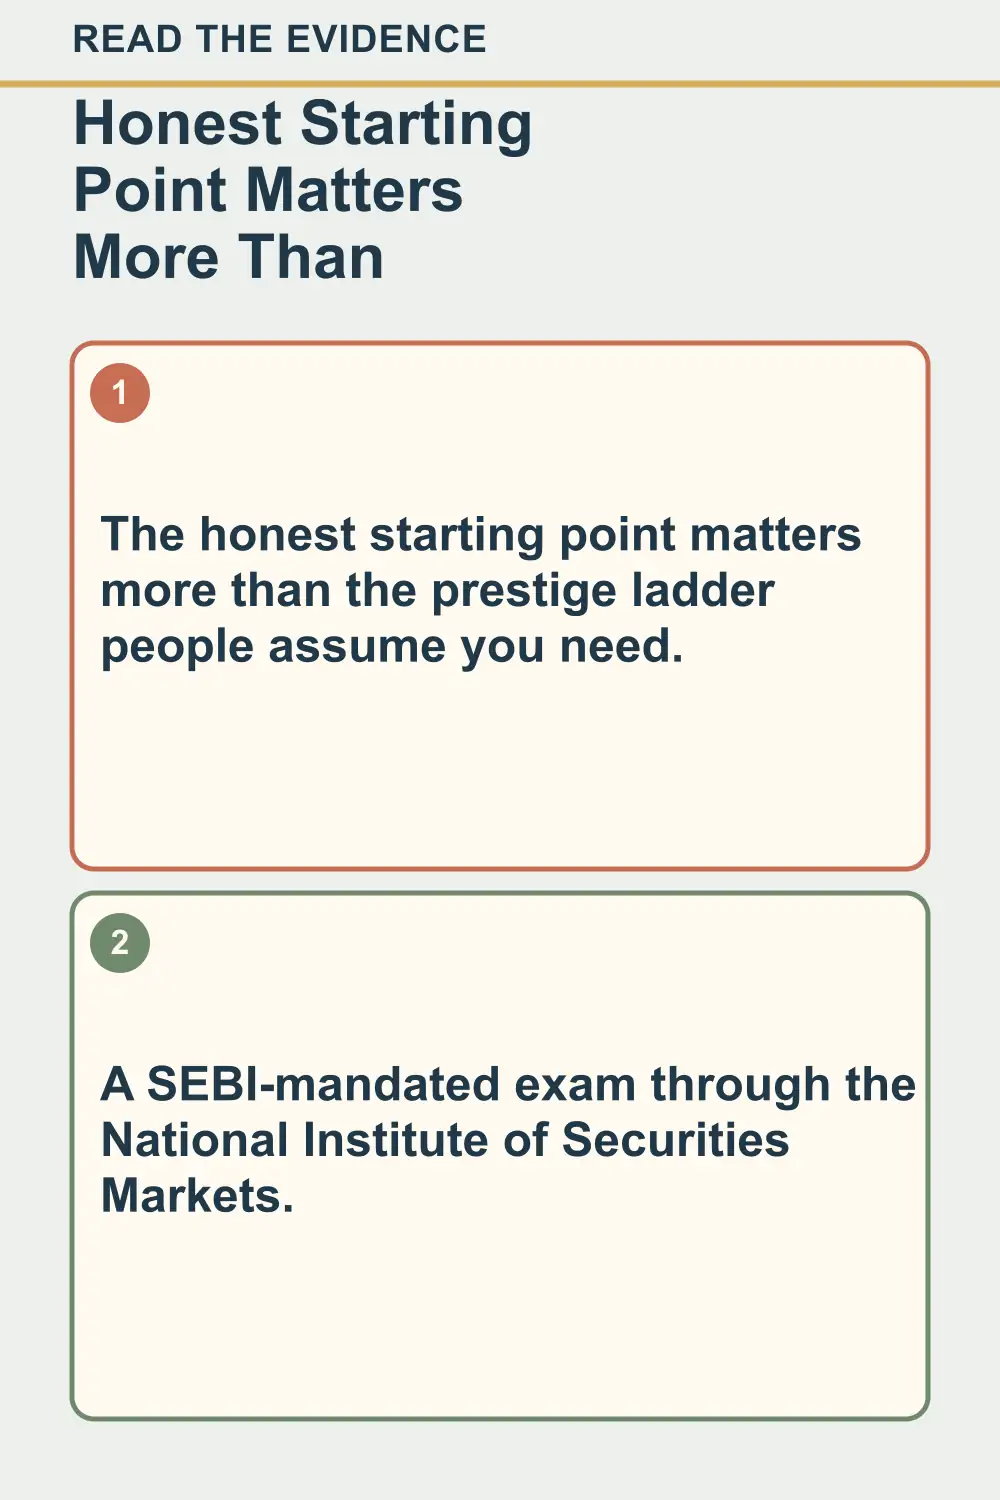 READ THE EVIDENCE
Honest Starting
Point Matters
More Than
1
The honest starting point matters
more than the prestige ladder
people assume you need.
2
A SEBI-mandated exam through the
National Institute of Securities
Markets.